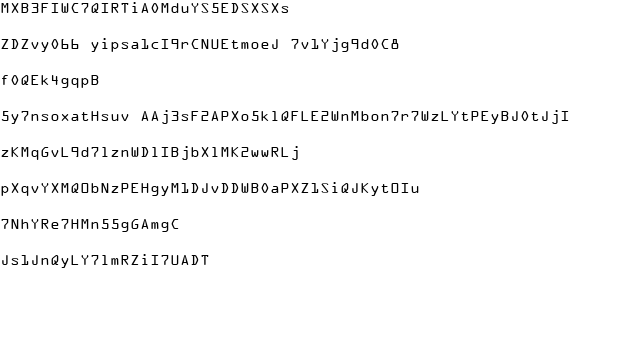 MXB3FIWC7QIRTiA0MduYS5EDSXSXs
ZDZvy066 yipsa1cI9rCNUEtmoeJ 7v1Yjg9d0C8
f0QEk4gqpB
5y7nsoxatHsuv AAj3sF2APXo5k1QFLE2WnMbon7r7WzLYtPEyBJ0tJjI
zKMqGvL9d71znWD1IBjbX1MK2wwRLj
pXqvYXMQObNzPEHgyM1DJvDDWB0aPXZ1SiQJKytOIu
7NhYRe7HMn55gGAmgC
Js1JnQyLY71mRZiI7UADT